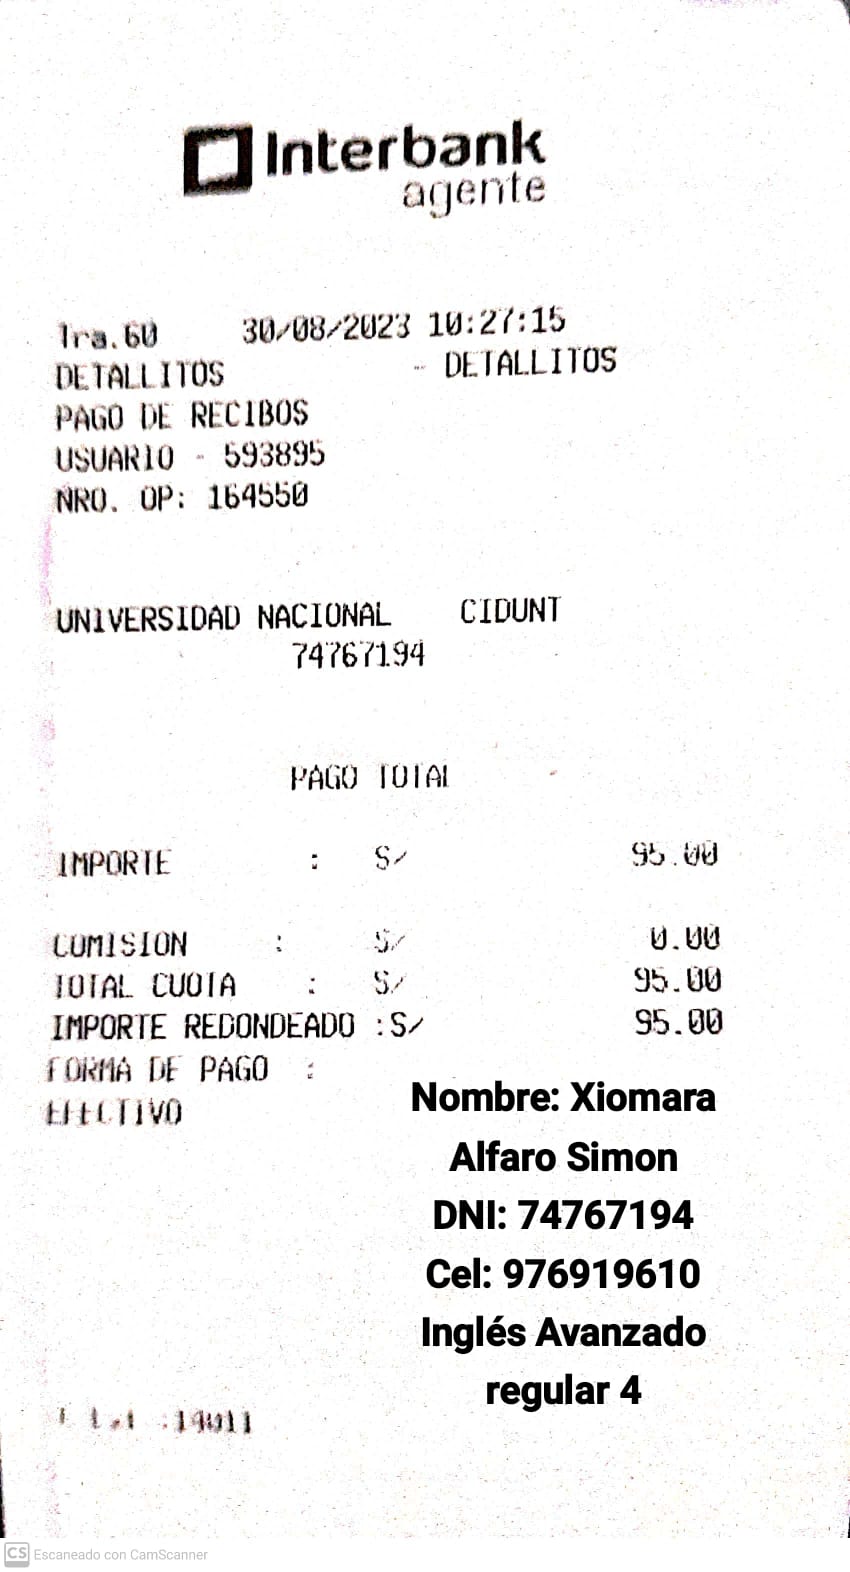 Interbank
agente
Tra.60 30/08/2023 10:27:15
DETALLITOS - DETALLITOS
PAGO DE RECIBOS
USUARIO - 593895
NRO. OP: 164550
UNIVERSIDAD NACIONAL CIDUNT
74767194
PAGO TOTAL
IMPORTE : S/ 95.00
COMISION : S/ 0.00
TOTAL CUOTA : S/ 95.00
IMPORTE REDONDEADO :S/ 95.00
FORMA DE PAGO :
EFECTIVO
Nombre: Xiomara
Alfaro Simon
DNI: 74767194
Cel: 976919610
Inglés Avanzado
regular 4
CS Escaneado con CamScanner